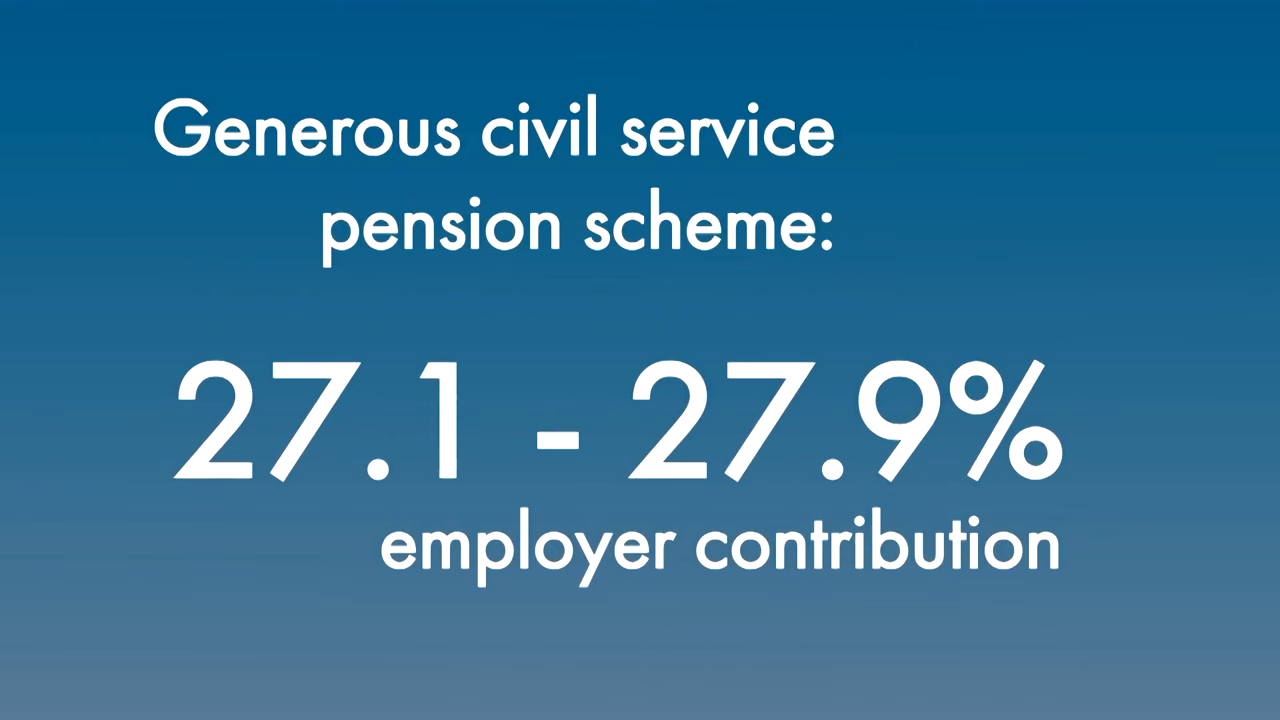 Generous civil service
pension scheme:
27.1 - 27.9%
employer contribution